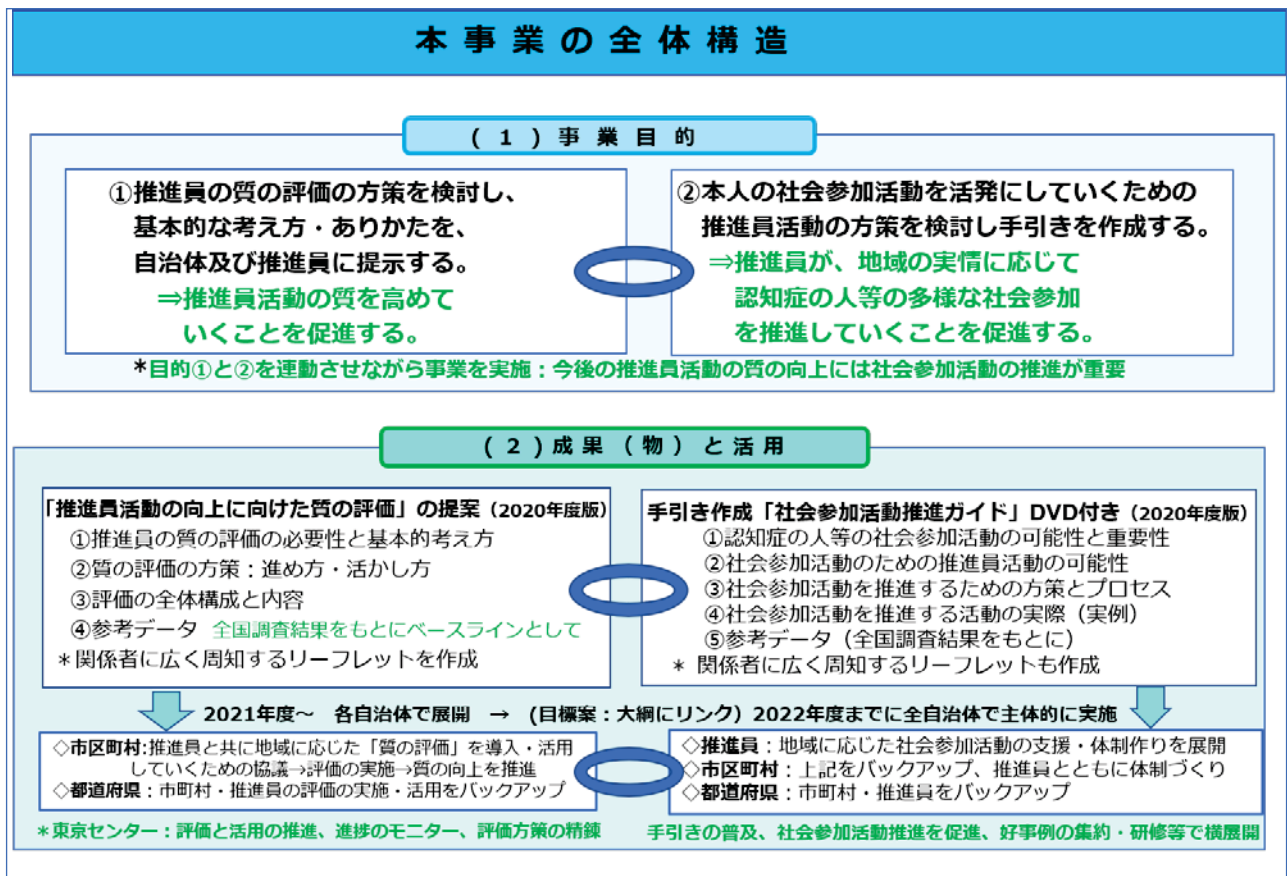 本事業の全体構造
(1)事業目的
①推進員の質の評価の方策を検討し、
基本的な考え方・ありかたを、
自治体及び推進員に提示する。
⇒推進員活動の質を高めて
いくことを促進する。
②本人の社会参加活動を活発にしていくための
推進員活動の方策を検討し手引きを作成する。
⇒推進員が、地域の実情に応じて
認知症の人等の多様な社会参加
を推進していくことを促進する。
*目的①と②を連動させながら事業を実施：今後の推進員活動の質の向上には社会参加活動の推進が重要
(2)成果（物）と活用
「推進員活動の向上に向けた質の評価」の提案（2020年度版）
①推進員の質の評価の必要性と基本的考え方
②質の評価の方策：進め方・活かし方
③評価の全体構成と内容
④参考データ 全国調査結果をもとにベースラインとして
＊関係者に広く周知するリーフレットを作成
手引き作成「社会参加活動推進ガイド」DVD付き（2020年度版）
①認知症の人等の社会参加活動の可能性と重要性
②社会参加活動のための推進員活動の可能性
③社会参加活動を推進するための方策とプロセス
④社会参加活動を推進する活動の実際（実例）
⑤参考データ（全国調査結果をもとに）
＊ 関係者に広く周知するリーフレットも作成
2021年度～ 各自治体で展開 → (目標案：大綱にリンク）2022年度までに全自治体で主体的に実施
◇市区町村:推進員と共に地域に応じた「質の評価」を導入・活用
していくための協議→評価の実施→質の向上を推進
◇都道府県：市町村・推進員の評価の実施・活用をバックアップ
◇推進員：地域に応じた社会参加活動の支援・体制作りを展開
◇市区町村：上記をバックアップ、推進員とともに体制づくり
◇都道府県：市町村・推進員をバックアップ
＊東京センター：評価と活用の推進、進捗のモニター、評価方策の精錬
手引きの普及、社会参加活動推進を促進、好事例の集約・研修等で横展開